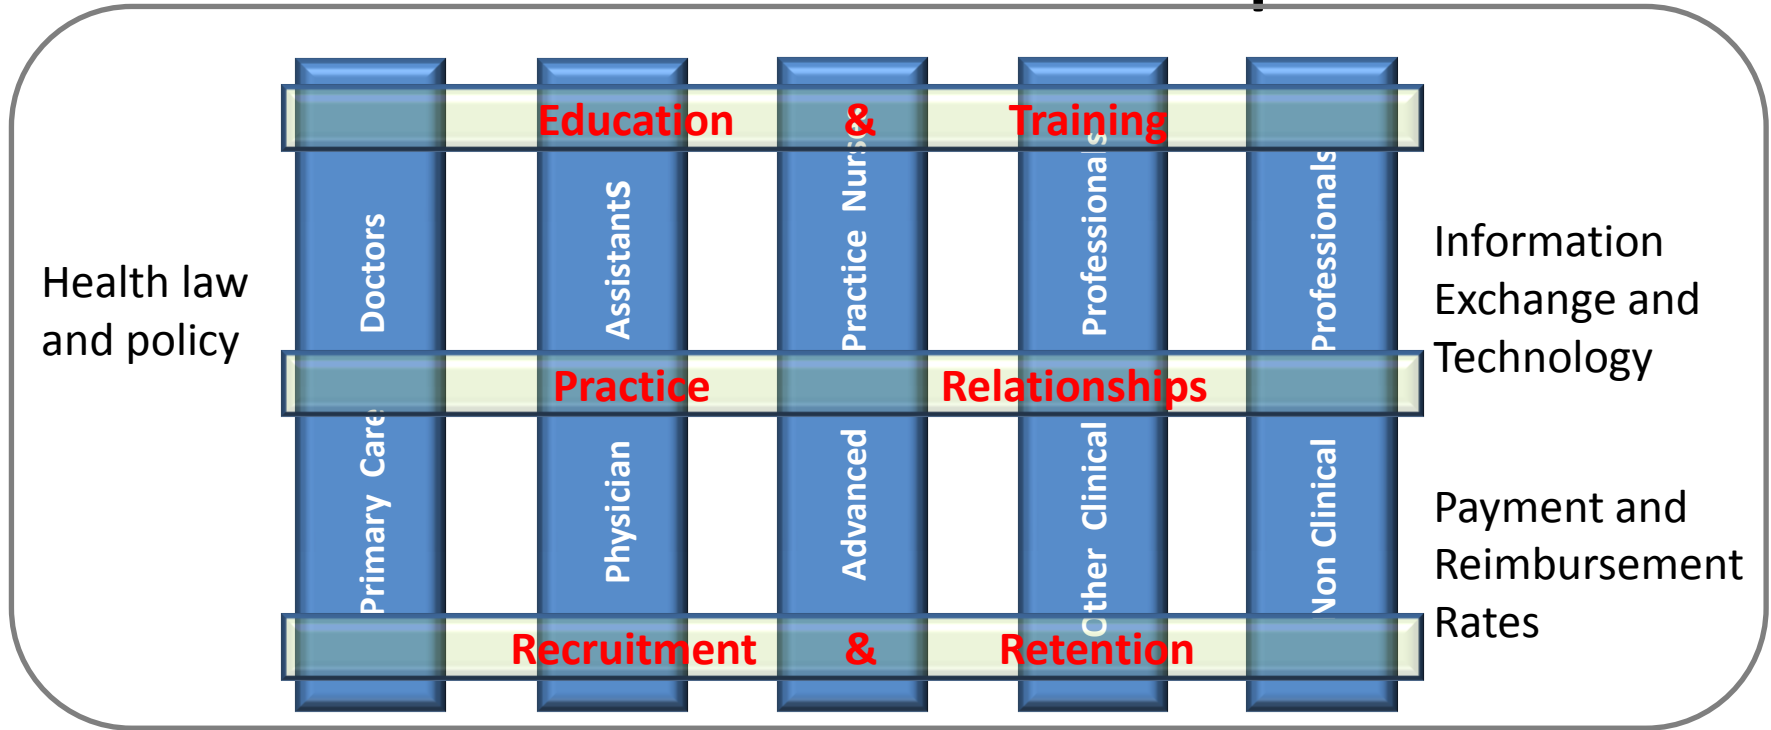 Education & Training
Practice Relationships
Recruitment & Retention
Primary Care Doctors
Physician AssistantS
Advanced Practice Nurse
Other Clinical Professionals
Non Clinical Professionals
Health law
and policy
Information
Exchange and
Technology
Payment and
Reimbursement
Rates